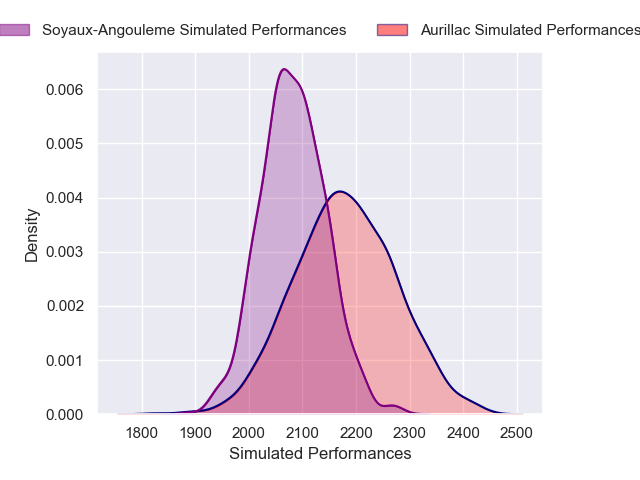 Soyaux-Angouleme Simulated Performances
Aurillac Simulated Performances
0.006
0.005
0.004
0.003
0.002
0.001
0.000
Density
1800 1900 2000 2100 2200 2300 2400 2500
Simulated Performances